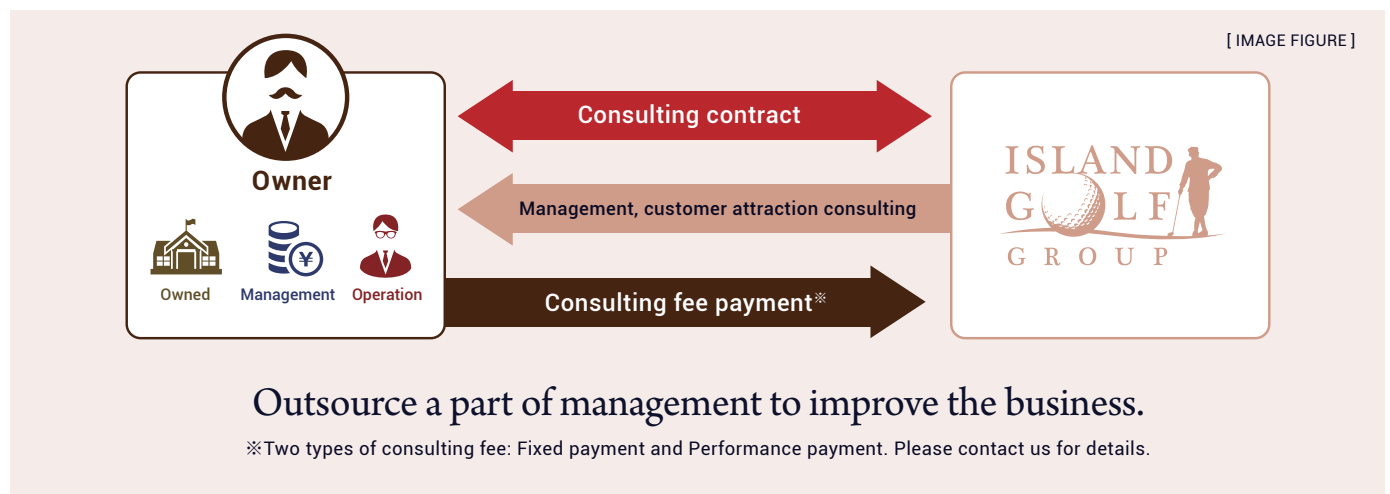 [ IMAGE FIGURE ]
Owner
Owned
Management
Operation
Consulting contract
Management, customer attraction consulting
Consulting fee payment※
ISLAND
GOLF
GROUP
Outsource a part of management to improve the business.
※Two types of consulting fee: Fixed payment and Performance payment. Please contact us for details.